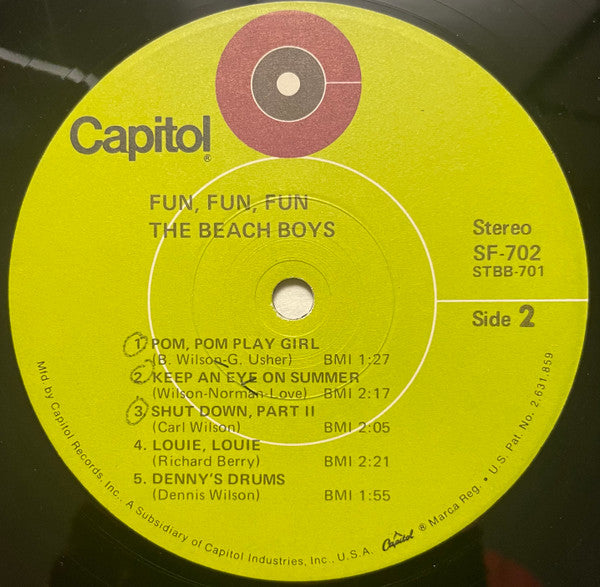 Capitol®
FUN, FUN, FUN
THE BEACH BOYS
Stereo
SF-702
STBB-701
Side 2
1. POM, POM PLAY GIRL
(B. Wilson-G. Usher) BMI 1:27
2. KEEP AN EYE ON SUMMER
(Wilson-Norman-Love) BMI 2:17
3. SHUT DOWN, PART II
(Carl Wilson) BMI 2:05
4. LOUIE, LOUIE
(Richard Berry) BMI 2:21
5. DENNY'S DRUMS
(Dennis Wilson) BMI 1:55
Mfd. by Capitol Records, Inc., A Subsidiary of Capitol Industries, Inc., U.S.A. Capitol ® Marca Reg. • U.S. Pat. No. 2,631,859